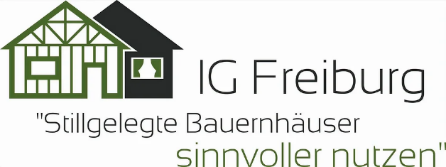 IG Freiburg
"Stillgelegte Bauernhäuser
sinnvoller nutzen"